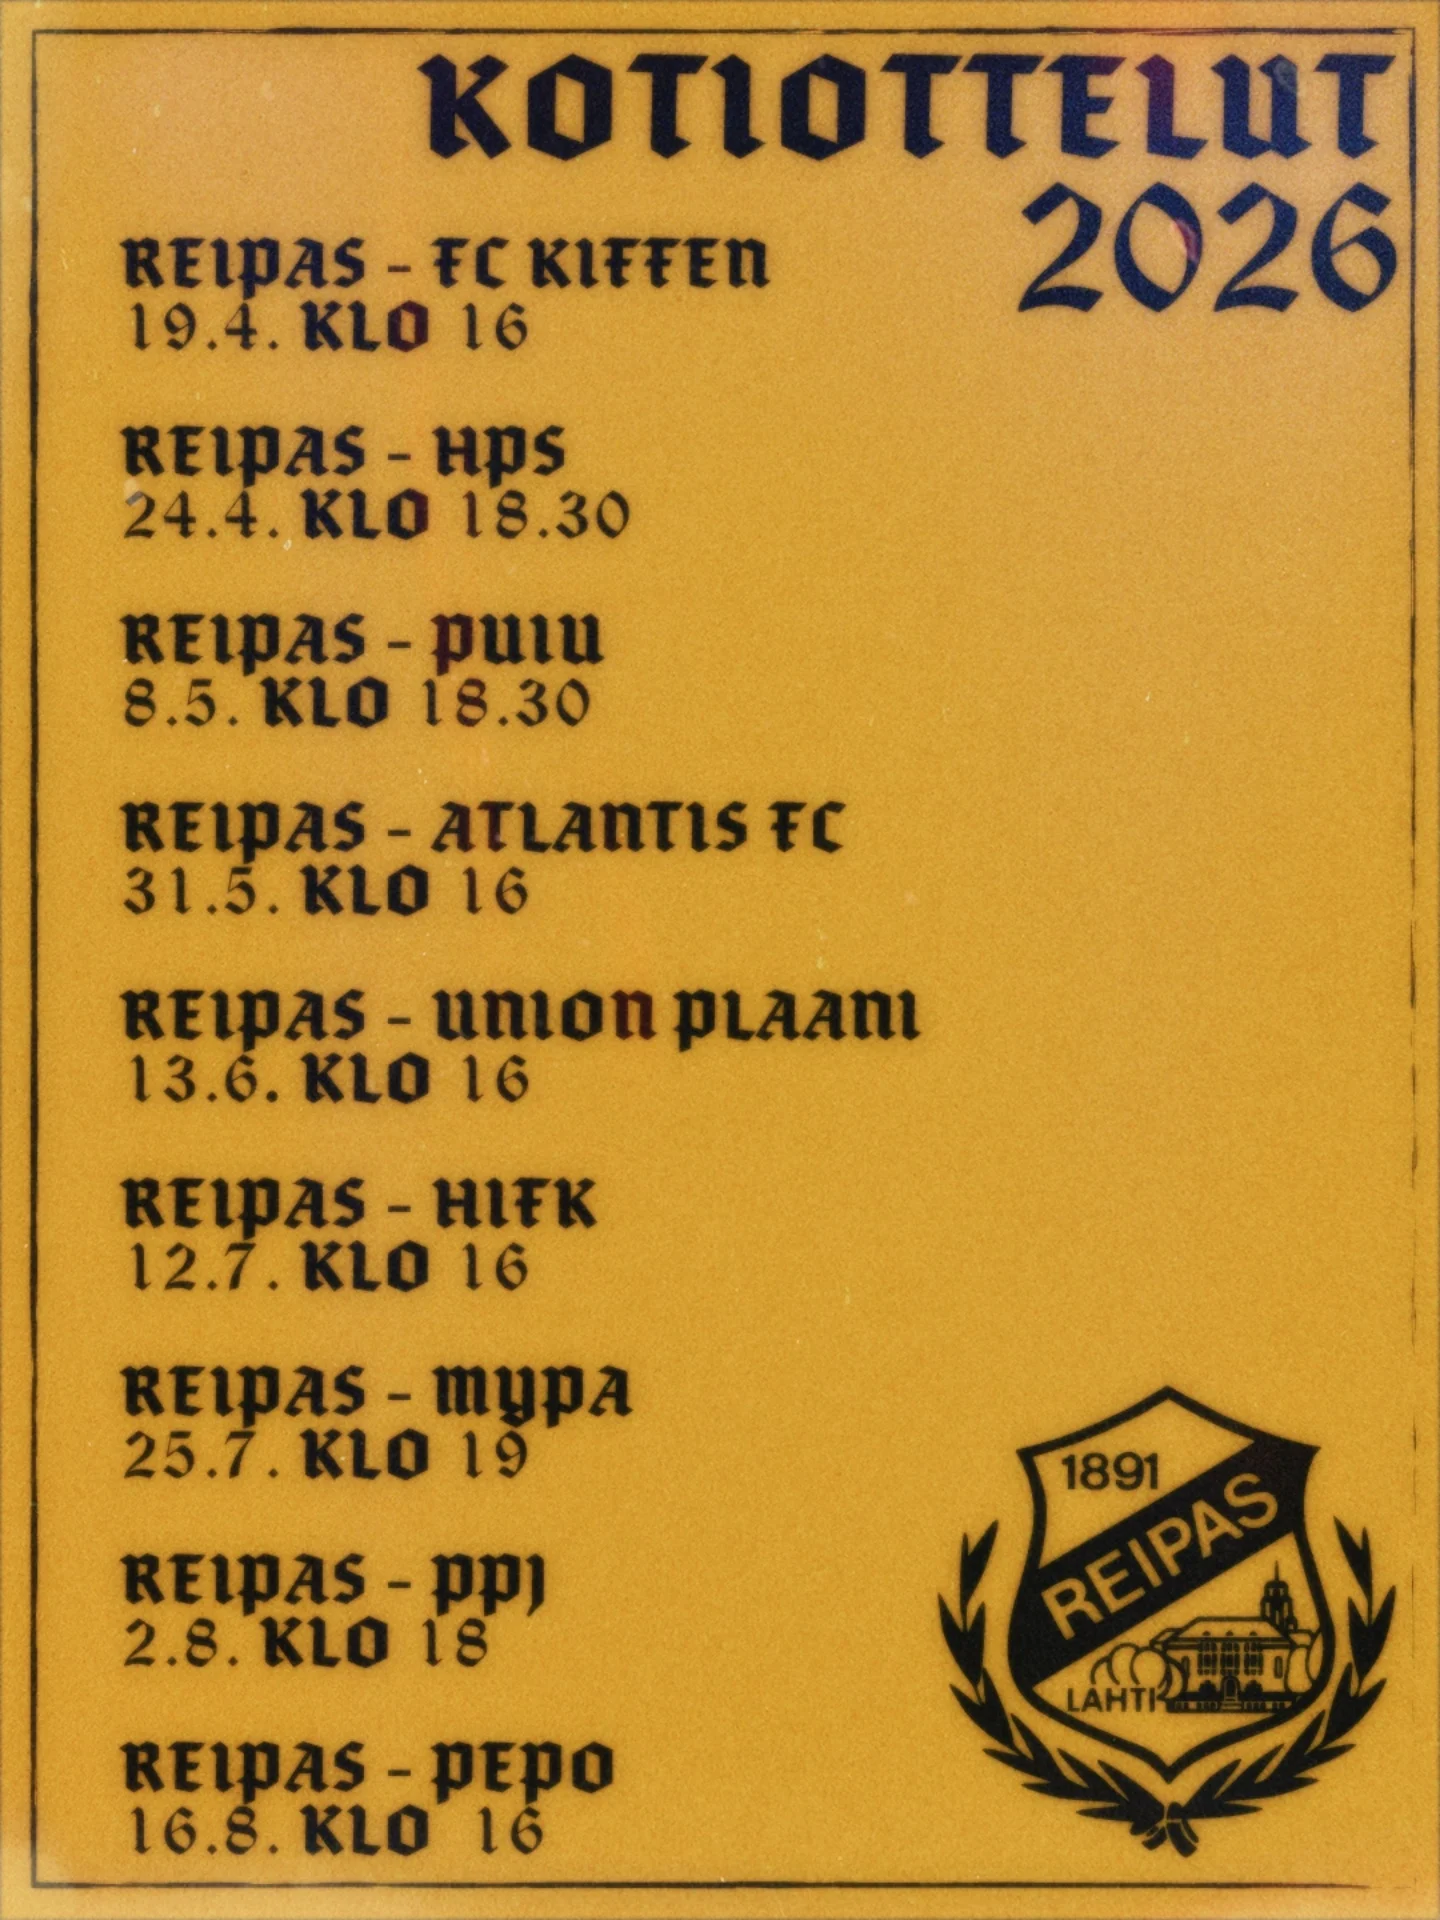 KOTIOTTELUT
2026
REIPAS - FC KIFFEN
19.4. KLO 16
REIPAS - HPS
24.4. KLO 18.30
REIPAS - PUIU
8.5. KLO 18.30
REIPAS - ATLANTIS FC
31.5. KLO 16
REIPAS - UNION PLAANI
13.6. KLO 16
REIPAS - HIFK
12.7. KLO 16
REIPAS - MYPA
25.7. KLO 19
REIPAS - PPJ
2.8. KLO 18
REIPAS - PEPO
16.8. KLO 16
1891
REIPAS
LAHTI